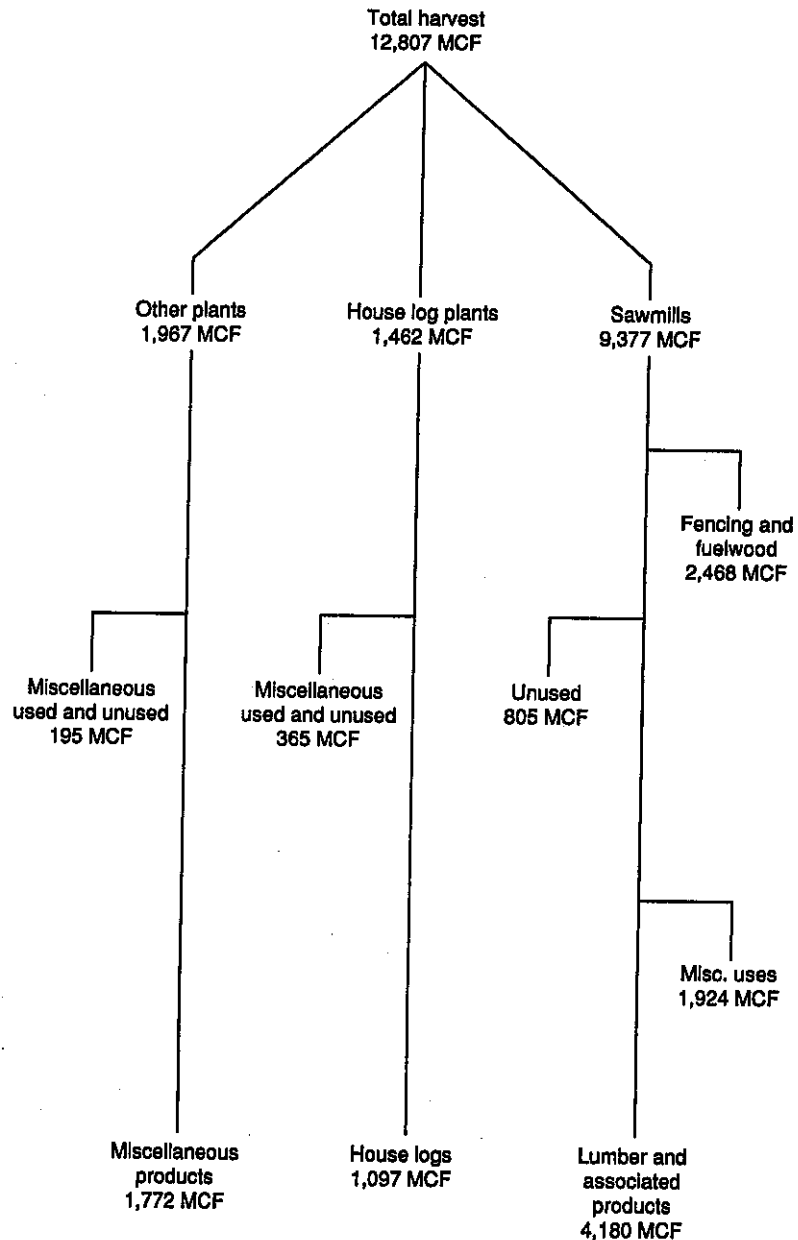 Total harvest
12,807 MCF
Other plants
1,967 MCF
House log plants
1,462 MCF
Sawmills
9,377 MCF
Fencing and
fuelwood
2,468 MCF
Miscellaneous
used and unused
195 MCF
Miscellaneous
used and unused
365 MCF
Unused
805 MCF
Misc. uses
1,924 MCF
Miscellaneous
products
1,772 MCF
House logs
1,097 MCF
Lumber and
associated
products
4,180 MCF